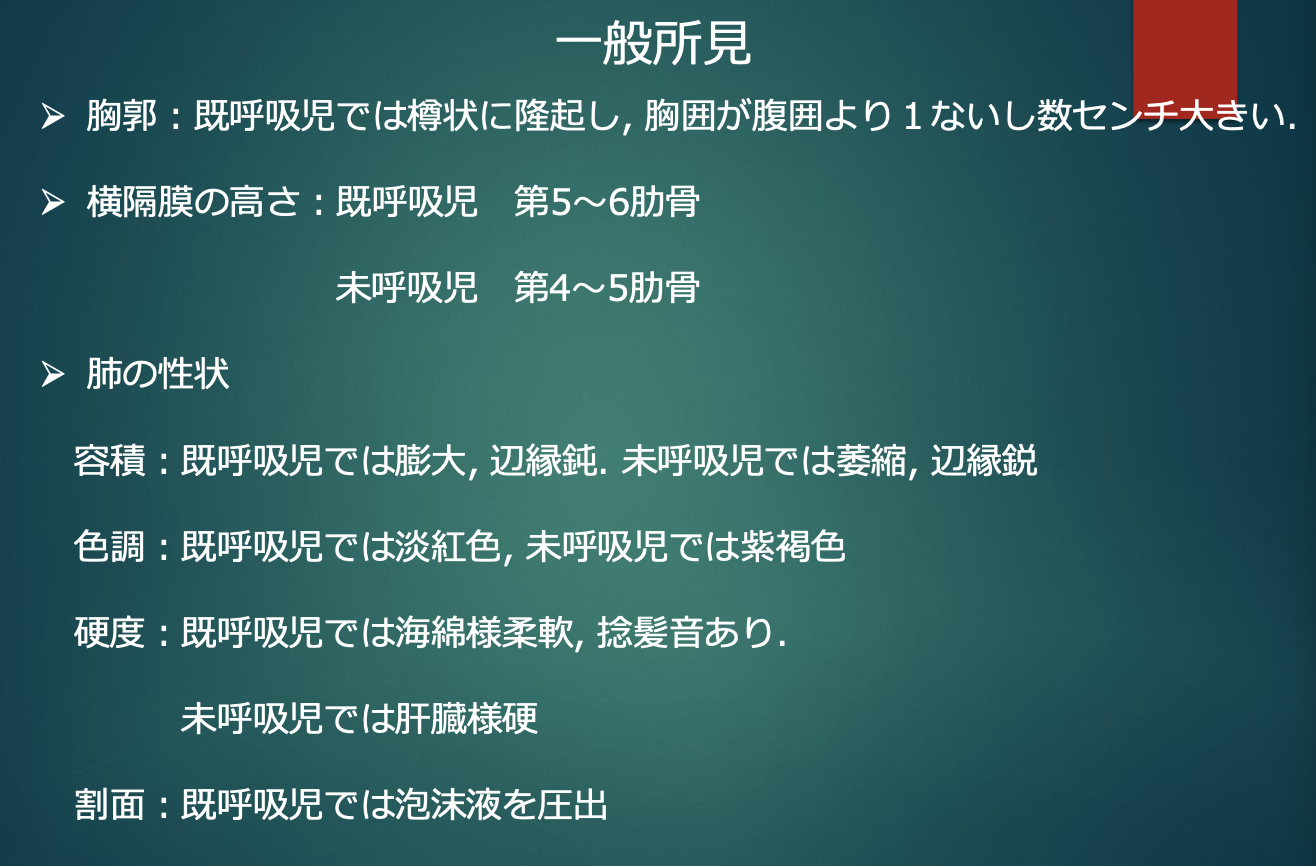 一般所見
➢ 胸郭：既呼吸児では樽状に隆起し, 胸囲が腹囲より１ないし数センチ大きい.
➢ 横隔膜の高さ：既呼吸児　第5～6肋骨
未呼吸児　第4～5肋骨
➢ 肺の性状
容積：既呼吸児では膨大, 辺縁鈍. 未呼吸児では萎縮, 辺縁鋭
色調：既呼吸児では淡紅色, 未呼吸児では紫褐色
硬度：既呼吸児では海綿様柔軟, 捻髪音あり.
未呼吸児では肝臓様硬
割面：既呼吸児では泡沫液を圧出